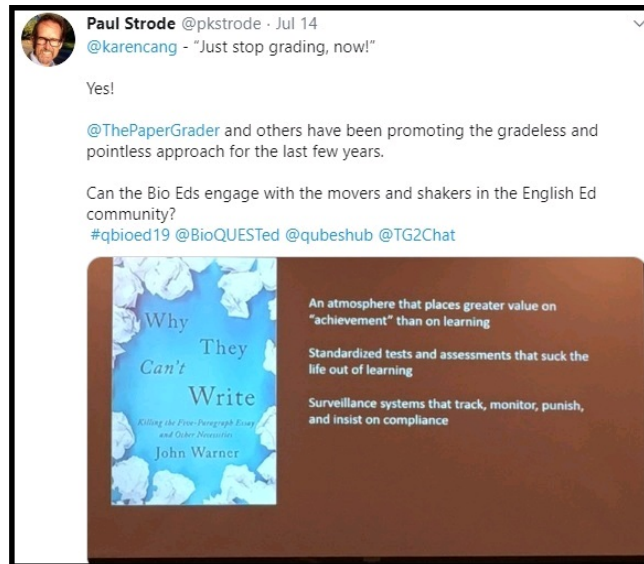 Paul Strode @pkstrode · Jul 14
@karencang - “Just stop grading, now!”
Yes!
@ThePaperGrader and others have been promoting the gradeless and
pointless approach for the last few years.
Can the Bio Eds engage with the movers and shakers in the English Ed
community?
#qbioed19 @BioQUESTed @qubeshub @TG2Chat
Why
They
Can't
Write
Killing the Five-Paragraph Essay
and Other Necessities
John Warner
An atmosphere that places greater value on
“achievement” than on learning
Standardized tests and assessments that suck the
life out of learning
Surveillance systems that track, monitor, punish,
and insist on compliance